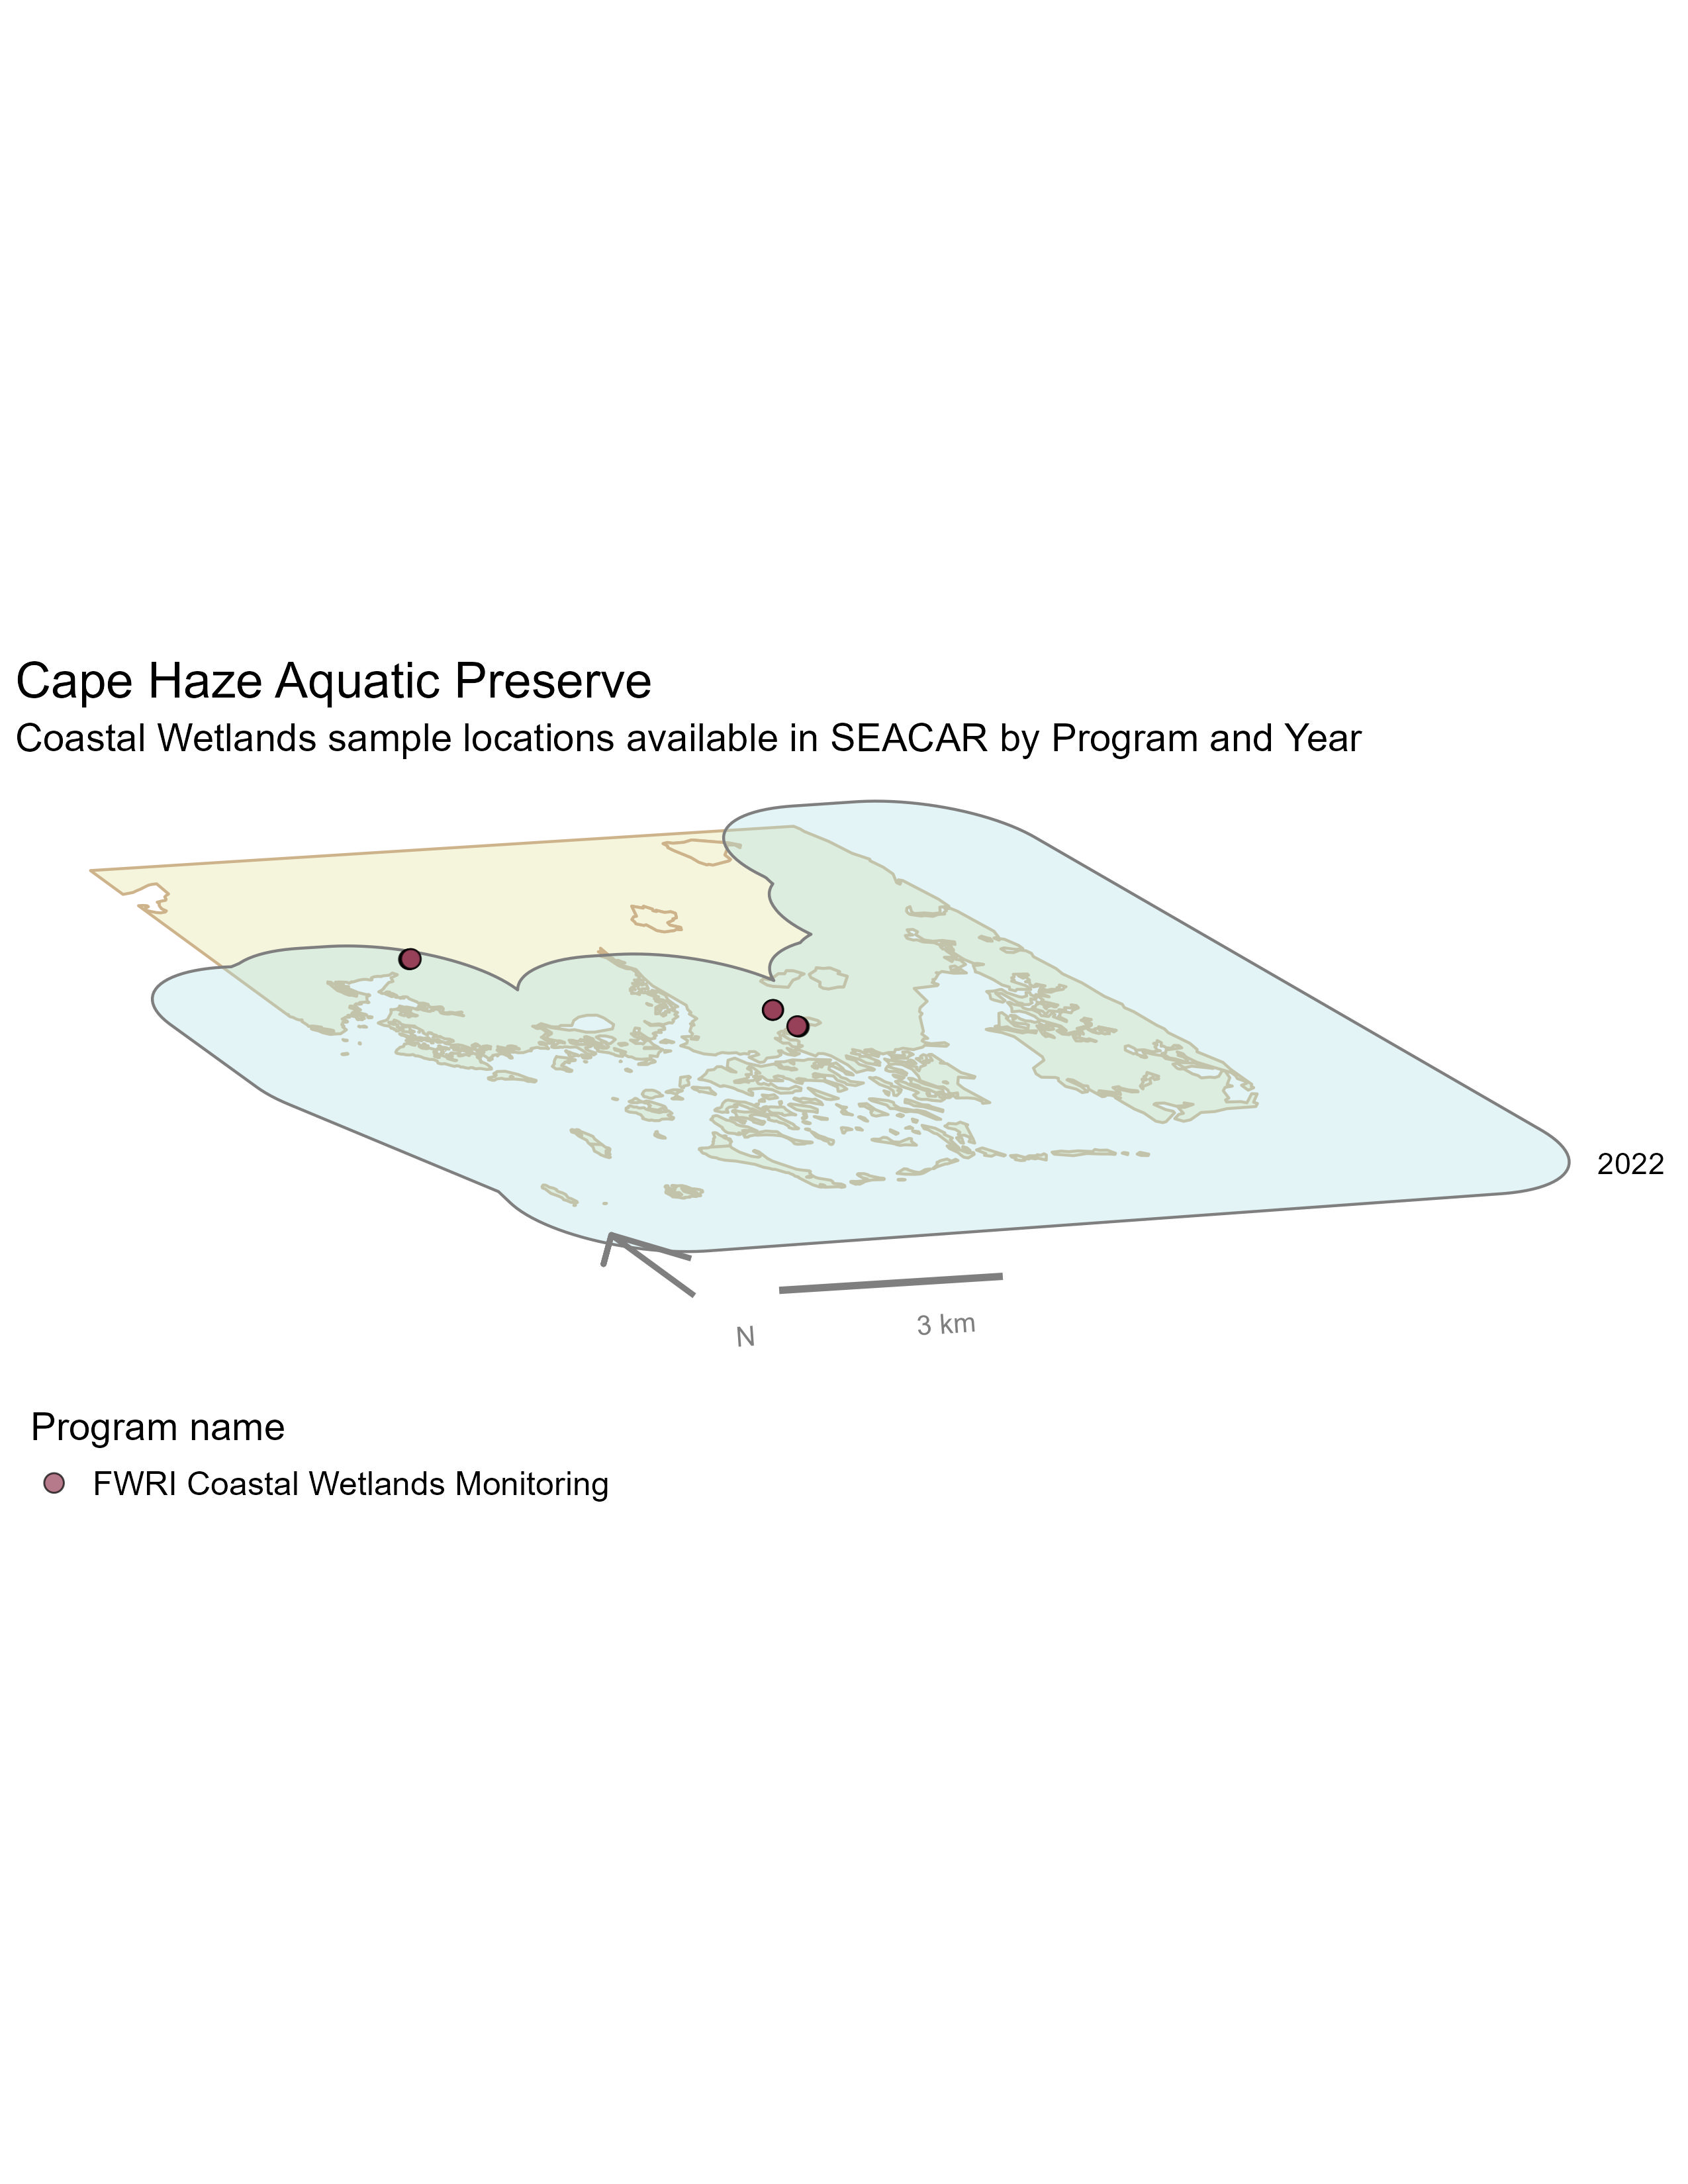 Cape Haze Aquatic Preserve
Coastal Wetlands sample locations available in SEACAR by Program and Year
2022
N
3 km
Program name
FWRI Coastal Wetlands Monitoring